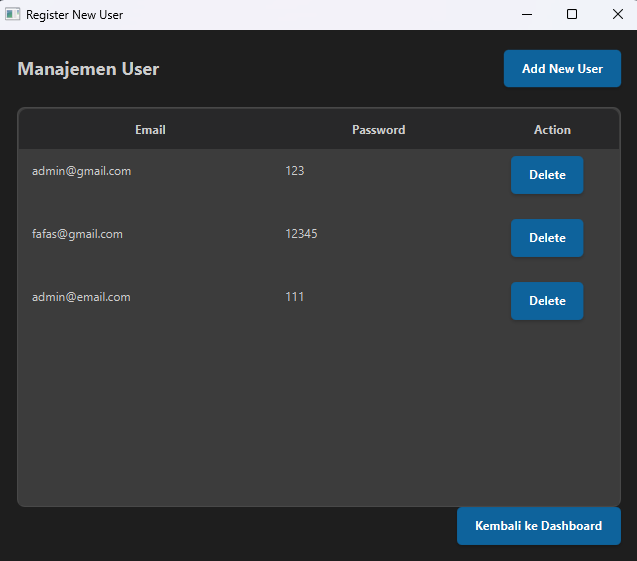 Register New User
Manajemen User
Add New User
Email Password Action
admin@gmail.com 123 Delete
fafas@gmail.com 12345 Delete
admin@email.com 111 Delete
Kembali ke Dashboard